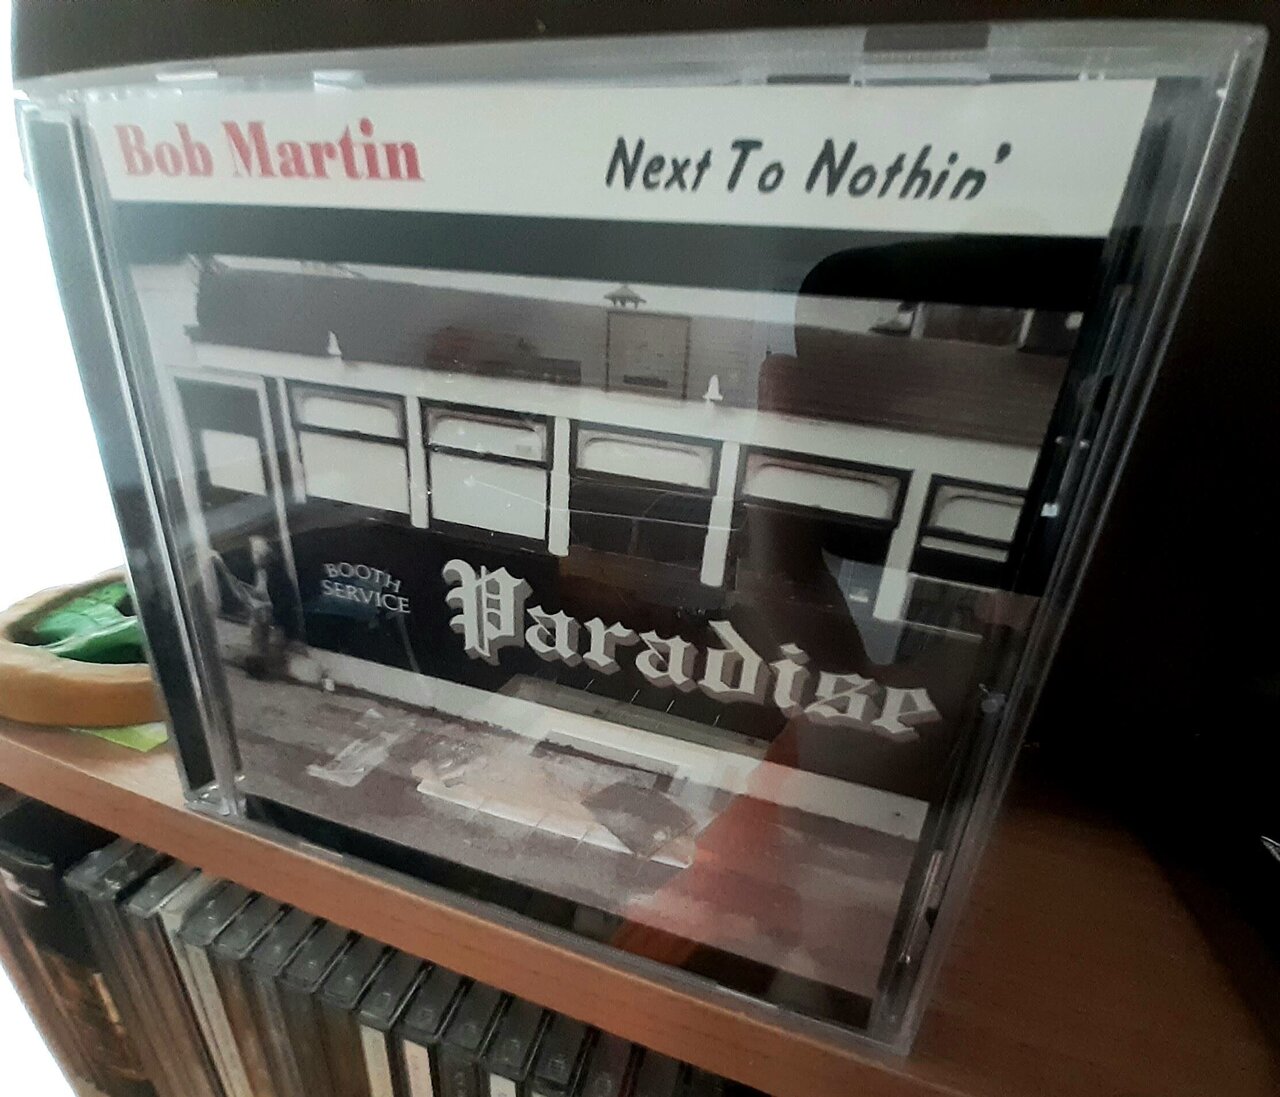 Bob Martin
Next To Nothin'
BOOTH
SERVICE
Paradise